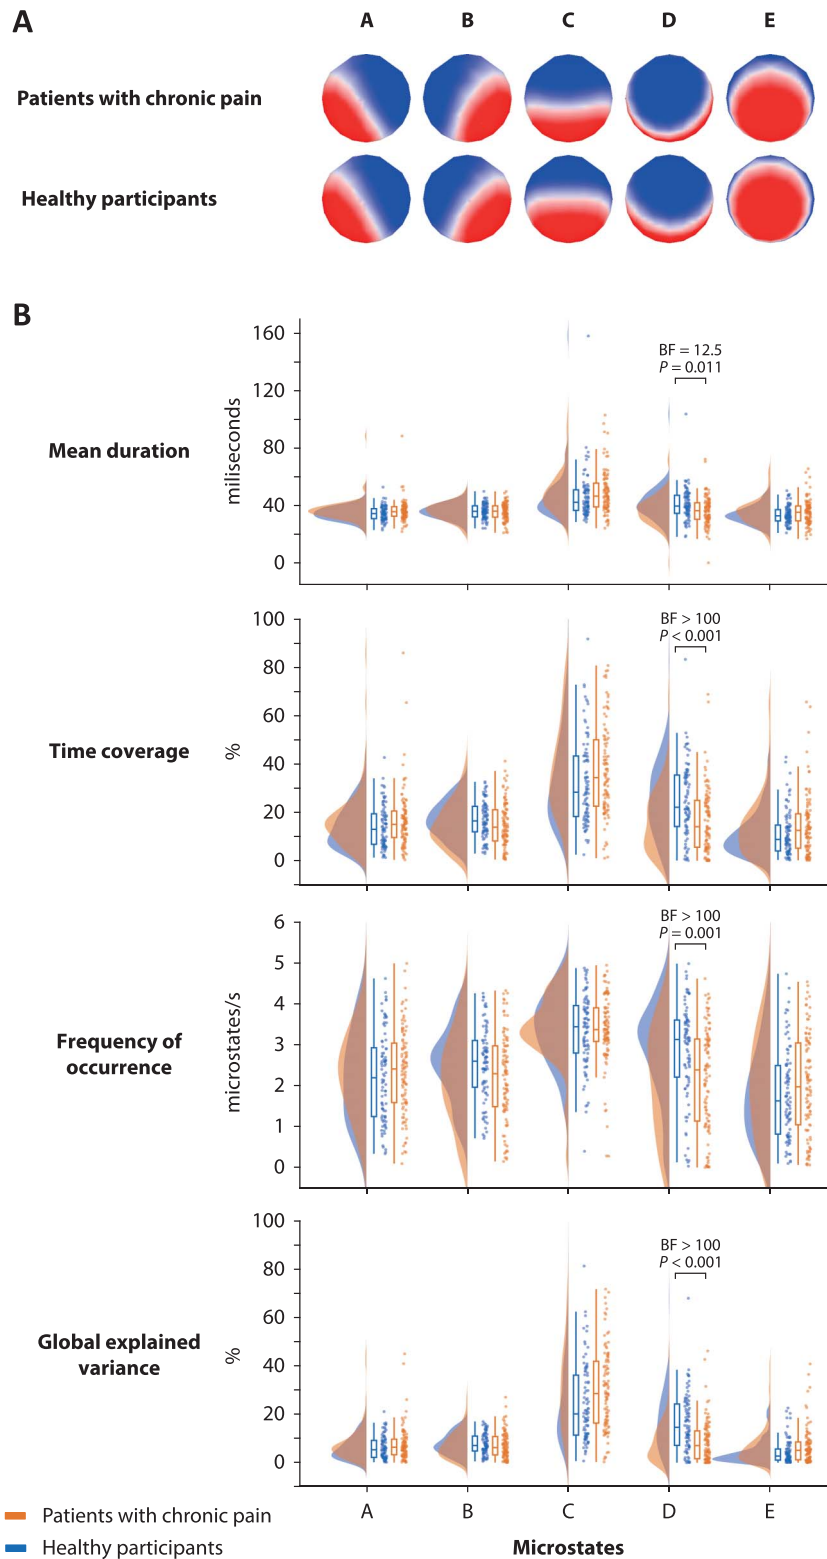 A
A B C D E
Patients with chronic pain
Healthy participants
B
160
120
80
40
0
miliseconds
Mean duration
BF = 12.5
P = 0.011
100
80
60
40
20
0
%
Time coverage
BF > 100
P < 0.001
6
5
4
3
2
1
0
microstates/s
Frequency of
occurrence
BF > 100
P = 0.001
100
80
60
40
20
0
%
Global explained
variance
BF > 100
P < 0.001
A B C D E
Microstates
Patients with chronic pain
Healthy participants